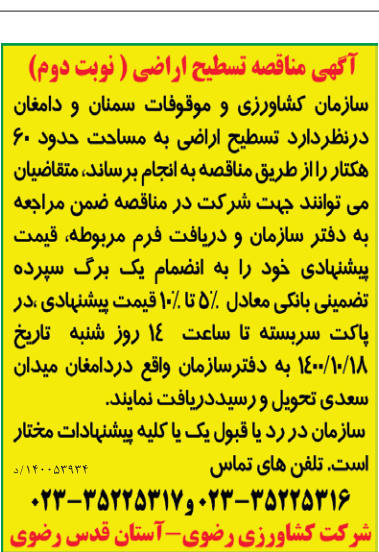 آگهی مناقصه تسطیح اراضی ( نوبت دوم)
سازمان کشاورزی و موقوفات سمنان و دامغان
درنظردارد تسطیح اراضی به مساحت حدود ۶۰
هکتار را از طریق مناقصه به انجام برساند، متقاضیان
می توانند جهت شرکت در مناقصه ضمن مراجعه
به دفتر سازمان و دریافت فرم مربوطه، قیمت
پیشنهادی خود را به انضمام یک برگ سپرده
تضمینی بانکی معادل ۵٪ تا ۱۰٪ قیمت پیشنهادی ،در
پاکت سربسته تا ساعت ۱٤ روز شنبه تاریخ
۱٤۰۰/۱۰/۱۸ به دفترسازمان واقع دردامغان میدان
سعدی تحویل و رسیددریافت نمایند.
سازمان در رد یا قبول یک یا کلیه پیشنهادات مختار
است. تلفن های تماس ۱۴۰۰۵۳۹۳۴/د
۰۲۳-۳۵۲۲۵۳۱۶ و ۰۲۳-۳۵۲۲۵۳۱۷
شرکت کشاورزی رضوی-آستان قدس رضوی